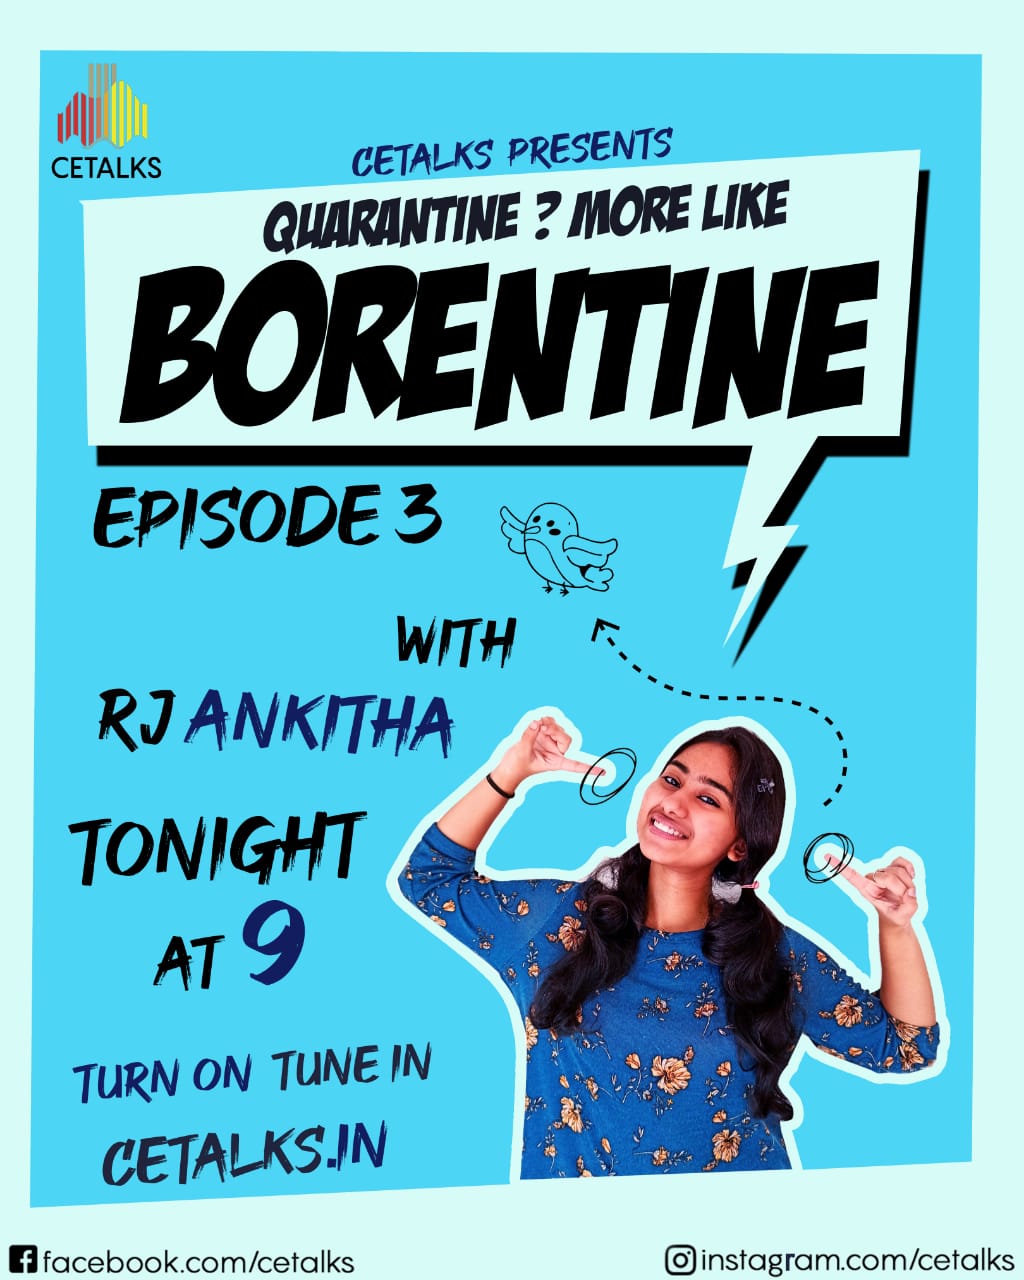 CETALKS
CETALKS PRESENTS
QUARANTINE ? MORE LIKE
BORENTINE
EPISODE 3
WITH
RJ ANKITHA
TONIGHT
AT 9
TURN ON TUNE IN
CETALKS.IN
facebook.com/cetalks
instagram.com/cetalks